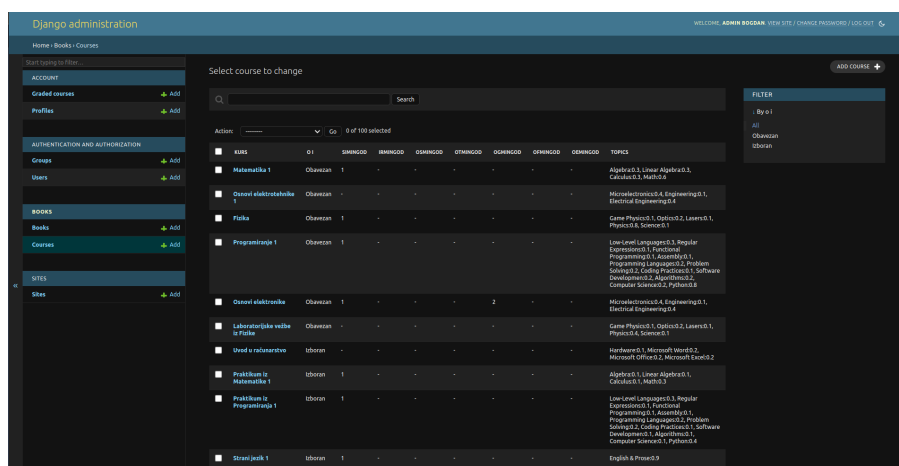 Django administration
WELCOME, ADMIN BOGDAN. VIEW SITE / CHANGE PASSWORD / LOG OUT
Home › Books › Courses
Start typing to filter...
ACCOUNT
Graded courses + Add
Profiles + Add
AUTHENTICATION AND AUTHORIZATION
Groups + Add
Users + Add
BOOKS
Books + Add
Courses + Add
SITES
Sites + Add
«
Select course to change
ADD COURSE +
Search
Action: --------- Go 0 of 100 selected
KURS O I SIMINGOD IRMINGOD OSMINGOD OTMINGOD OGMINGOD OFMINGOD OEMINGOD TOPICS
Matematika 1 Obavezan 1 - - - - - - Algebra:0.3, Linear Algebra:0.3,
Calculus:0.3, Math:0.6
Osnovi elektrotehnike Obavezan - - - - - - - Microelectronics:0.4, Engineering:0.1,
1 Electrical Engineering:0.4
Fizika Obavezan 1 - - - - - - Game Physics:0.1, Optics:0.2, Lasers:0.1,
Physics:0.8, Science:0.1
Programiranje 1 Obavezan 1 - - - - - - Low-Level Languages:0.3, Regular
Expressions:0.1, Functional
Programming:0.1, Assembly:0.1,
Programming Languages:0.2, Problem
Solving:0.2, Coding Practices:0.1, Software
Developmen:0.2, Algorithms:0.2,
Computer Science:0.2, Python:0.8
Osnovi elektronike Obavezan 1 - - - 2 - - Microelectronics:0.4, Engineering:0.1,
Electrical Engineering:0.4
Laboratorijske vežbe Obavezan - - - - - - - Game Physics:0.1, Optics:0.2, Lasers:0.1,
iz Fizike Physics:0.4, Science:0.1
Uvod u računarstvo Izboran - - - - - - - Hardware:0.1, Microsoft Word:0.2,
Microsoft Office:0.2, Microsoft Excel:0.2
Praktikum iz Izboran 1 - - - - - - Algebra:0.1, Linear Algebra:0.1,
Matematike 1 Calculus:0.1, Math:0.3
Praktikum iz Izboran 1 - - - - - - Low-Level Languages:0.3, Regular
Programiranja 1 Expressions:0.1, Functional
Programming:0.1, Assembly:0.1,
Programming Languages:0.2, Problem
Solving:0.2, Coding Practices:0.1, Software
Developmen:0.1, Algorithms:0.1,
Computer Science:0.1, Python:0.4
Strani jezik 1 Izboran 1 - - - - - - English & Prose:0.9
FILTER
↓ By o i
All
Obavezan
Izboran